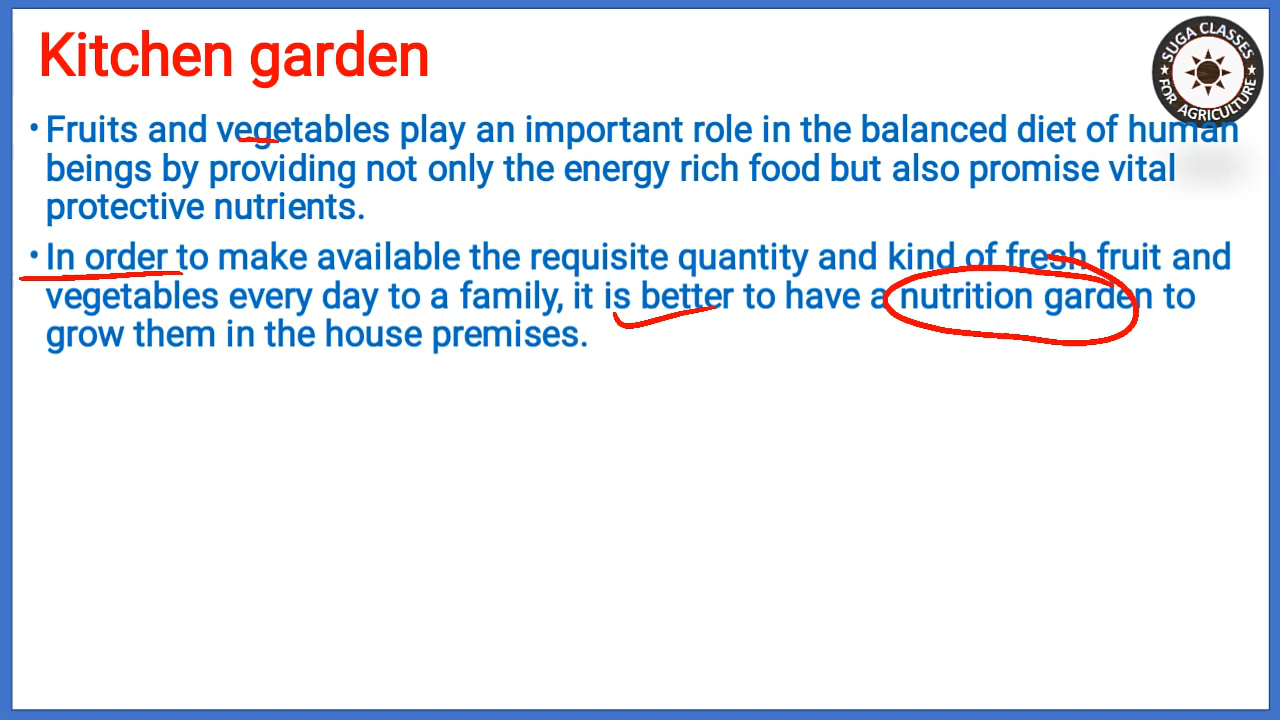 Kitchen garden
SUGA CLASSES
FOR AGRICULTURE
• Fruits and vegetables play an important role in the balanced diet of human
beings by providing not only the energy rich food but also promise vital
protective nutrients.
• In order to make available the requisite quantity and kind of fresh fruit and
vegetables every day to a family, it is better to have a nutrition garden to
grow them in the house premises.